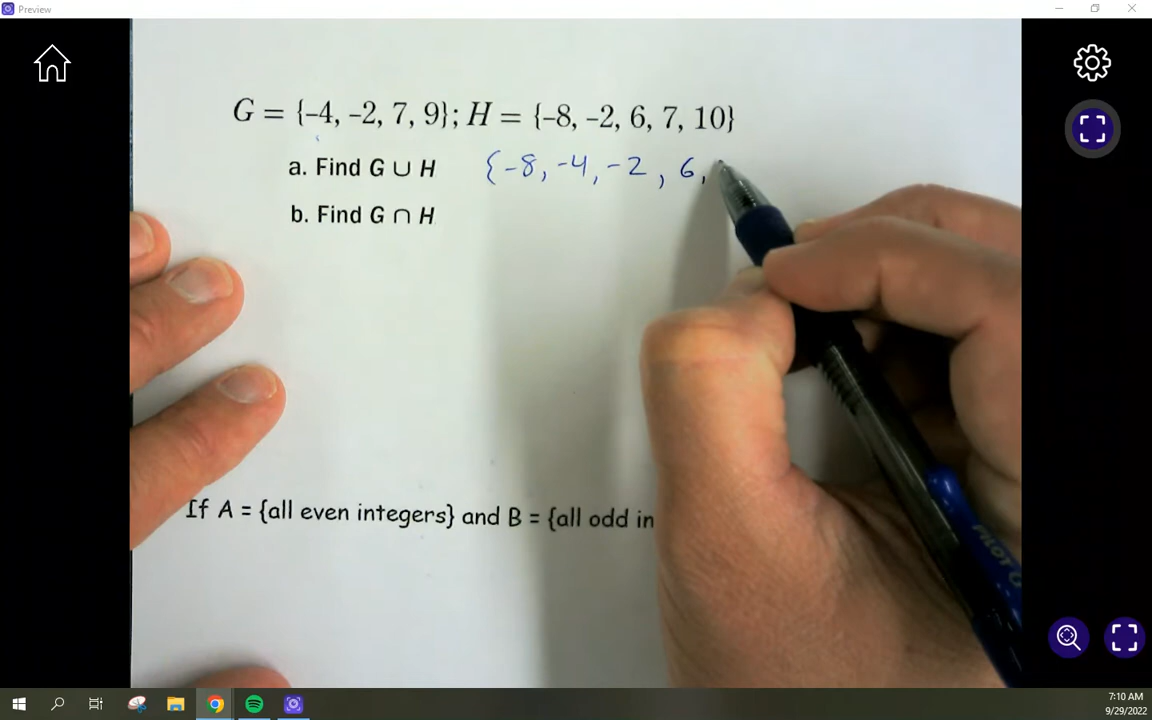 Preview
G = {-4, -2, 7, 9}; H = {-8, -2, 6, 7, 10}
a. Find G ∪ H {-8, -4, -2, 6,
b. Find G ∩ H
If A = {all even integers} and B = {all odd in
PILOT G
7:10 AM
9/29/2022